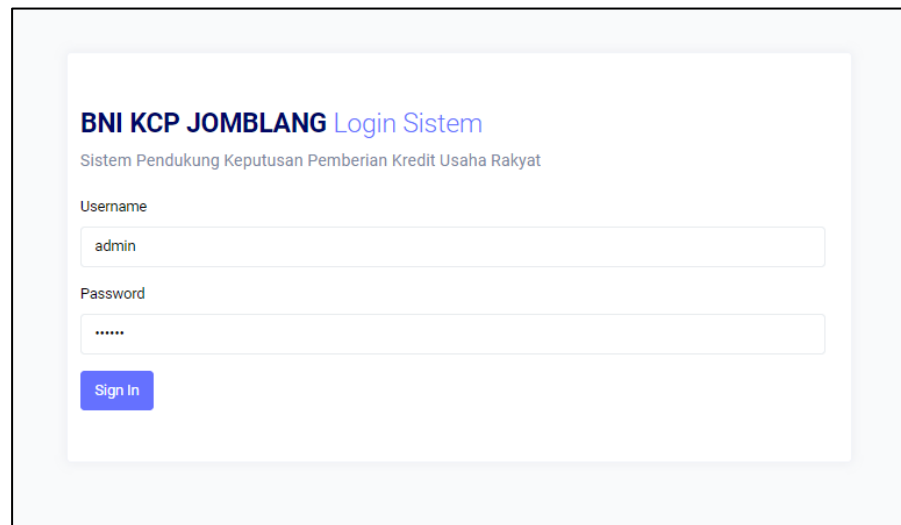 BNI KCP JOMBLANG Login Sistem
Sistem Pendukung Keputusan Pemberian Kredit Usaha Rakyat
Username
admin
Password
••••••
Sign In